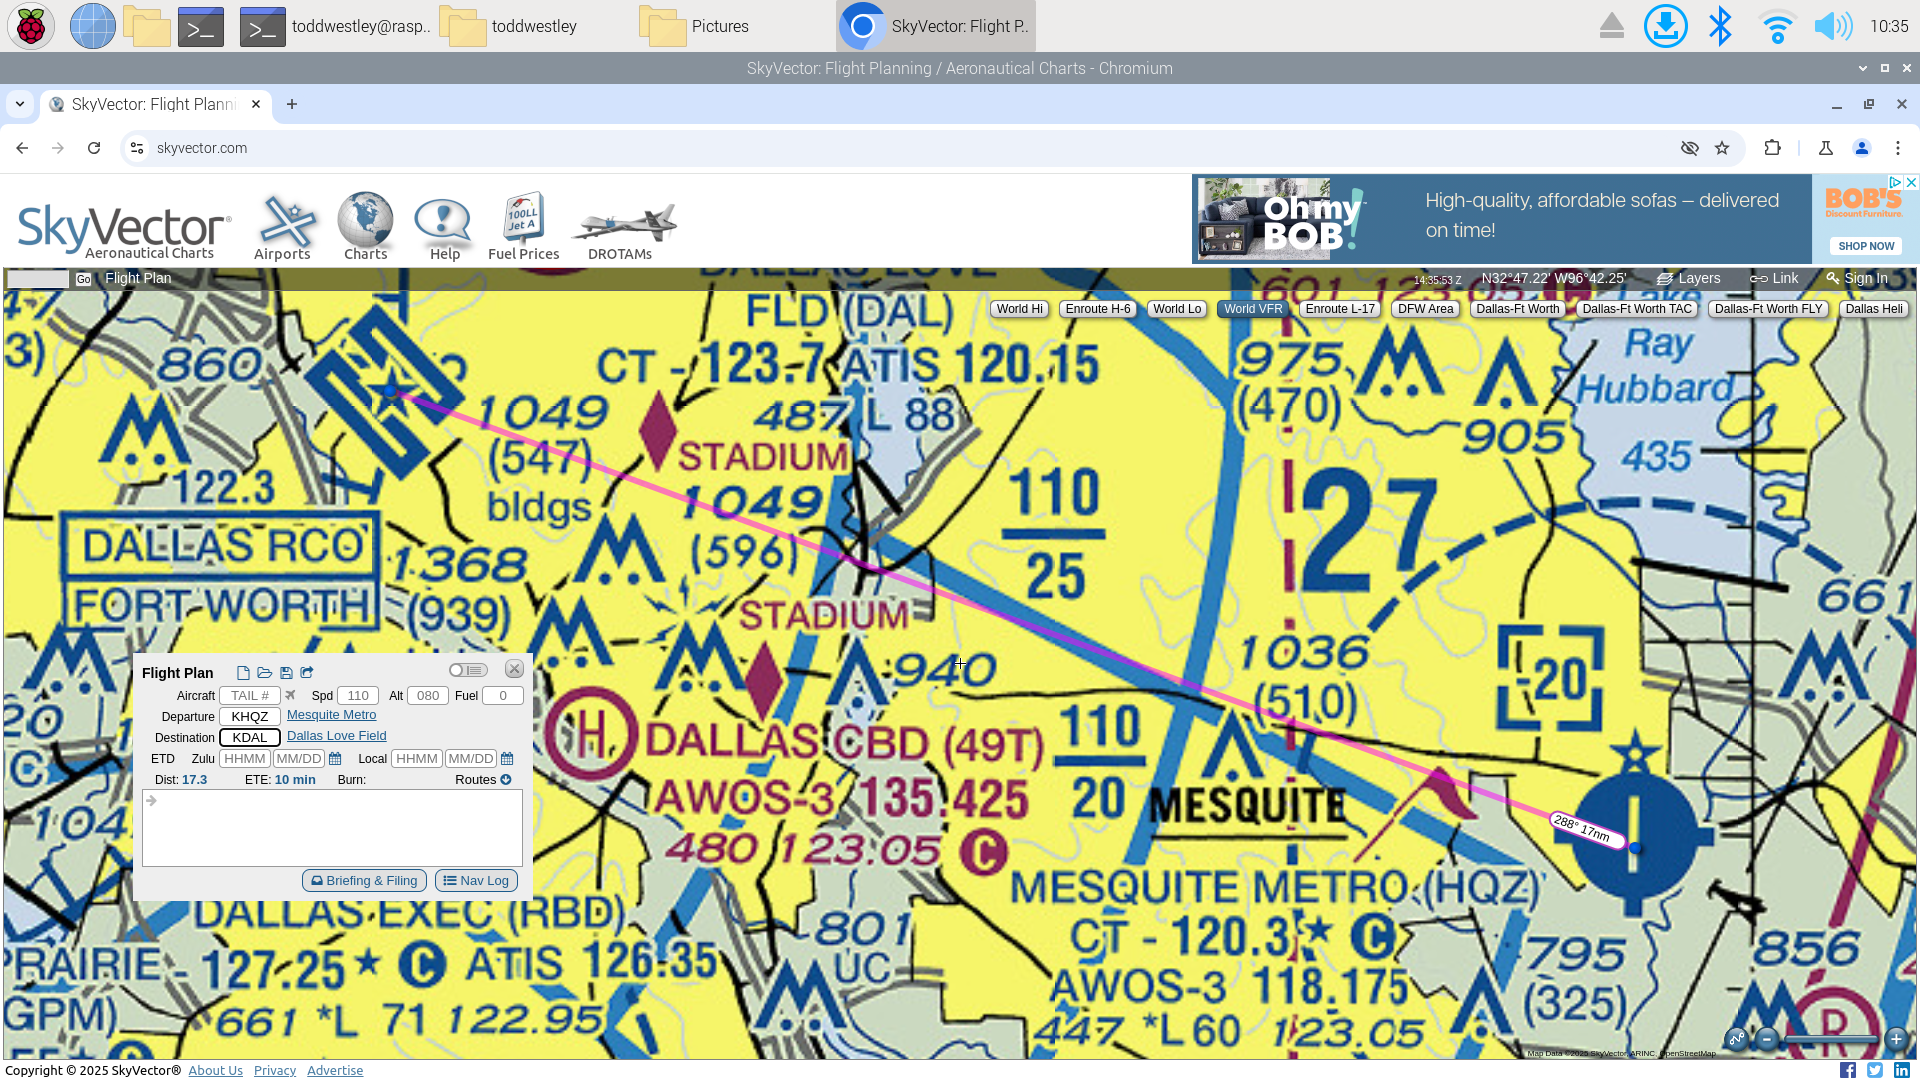 toddwestley@rasp..
toddwestley
Pictures
SkyVector: Flight P..
10:35
SkyVector: Flight Planning / Aeronautical Charts - Chromium
SkyVector: Flight Planni
skyvector.com
SkyVector®
Aeronautical Charts
Airports
Charts
Help
100LL
Jet A
Fuel Prices
DROTAMs
Oh my
BOB!
High-quality, affordable sofas – delivered
on time!
BOB'S
Discount Furniture.
SHOP NOW
Go
Flight Plan
14:35:53 Z
N32°47.22' W96°42.25'
Layers
Link
Sign In
World Hi
Enroute H-6
World Lo
World VFR
Enroute L-17
DFW Area
Dallas-Ft Worth
Dallas-Ft Worth TAC
Dallas-Ft Worth FLY
Dallas Heli
DALLAS LOVE
FLD (DAL)
CT - 123.7 ATIS 120.15
487 L 88
860
122.3
1049
(547)
bldgs
STADIUM
1049
(596)
DALLAS RCO
FORT WORTH
1368
(939)
STADIUM
940
110
25
975
(470)
905
Lake
Ray
Hubbard
435
27
661
1036
(510)
-20
H
DALLAS CBD (49T)
AWOS-3 135.425
480 123.05 C
110
20
MESQUITE
288° 17nm
MESQUITE METRO (HQZ)
CT - 120.3 C
AWOS-3 118.175
447 *L 60 123.05
795
(325)
856
R
801
UC
Flight Plan
Aircraft TAIL # Spd 110 Alt 080 Fuel 0
Departure KHQZ Mesquite Metro
Destination KDAL Dallas Love Field
ETD Zulu HHMM MM/DD Local HHMM MM/DD
Dist: 17.3 ETE: 10 min Burn: Routes
Briefing & Filing
Nav Log
DALLAS EXEC (RBD)
PRAIRIE - 127.25 C ATIS 126.35
GPM)
661 *L 71 122.95
Map Data ©2025 SkyVector, ARINC, OpenStreetMap
Copyright © 2025 SkyVector® About Us Privacy Advertise